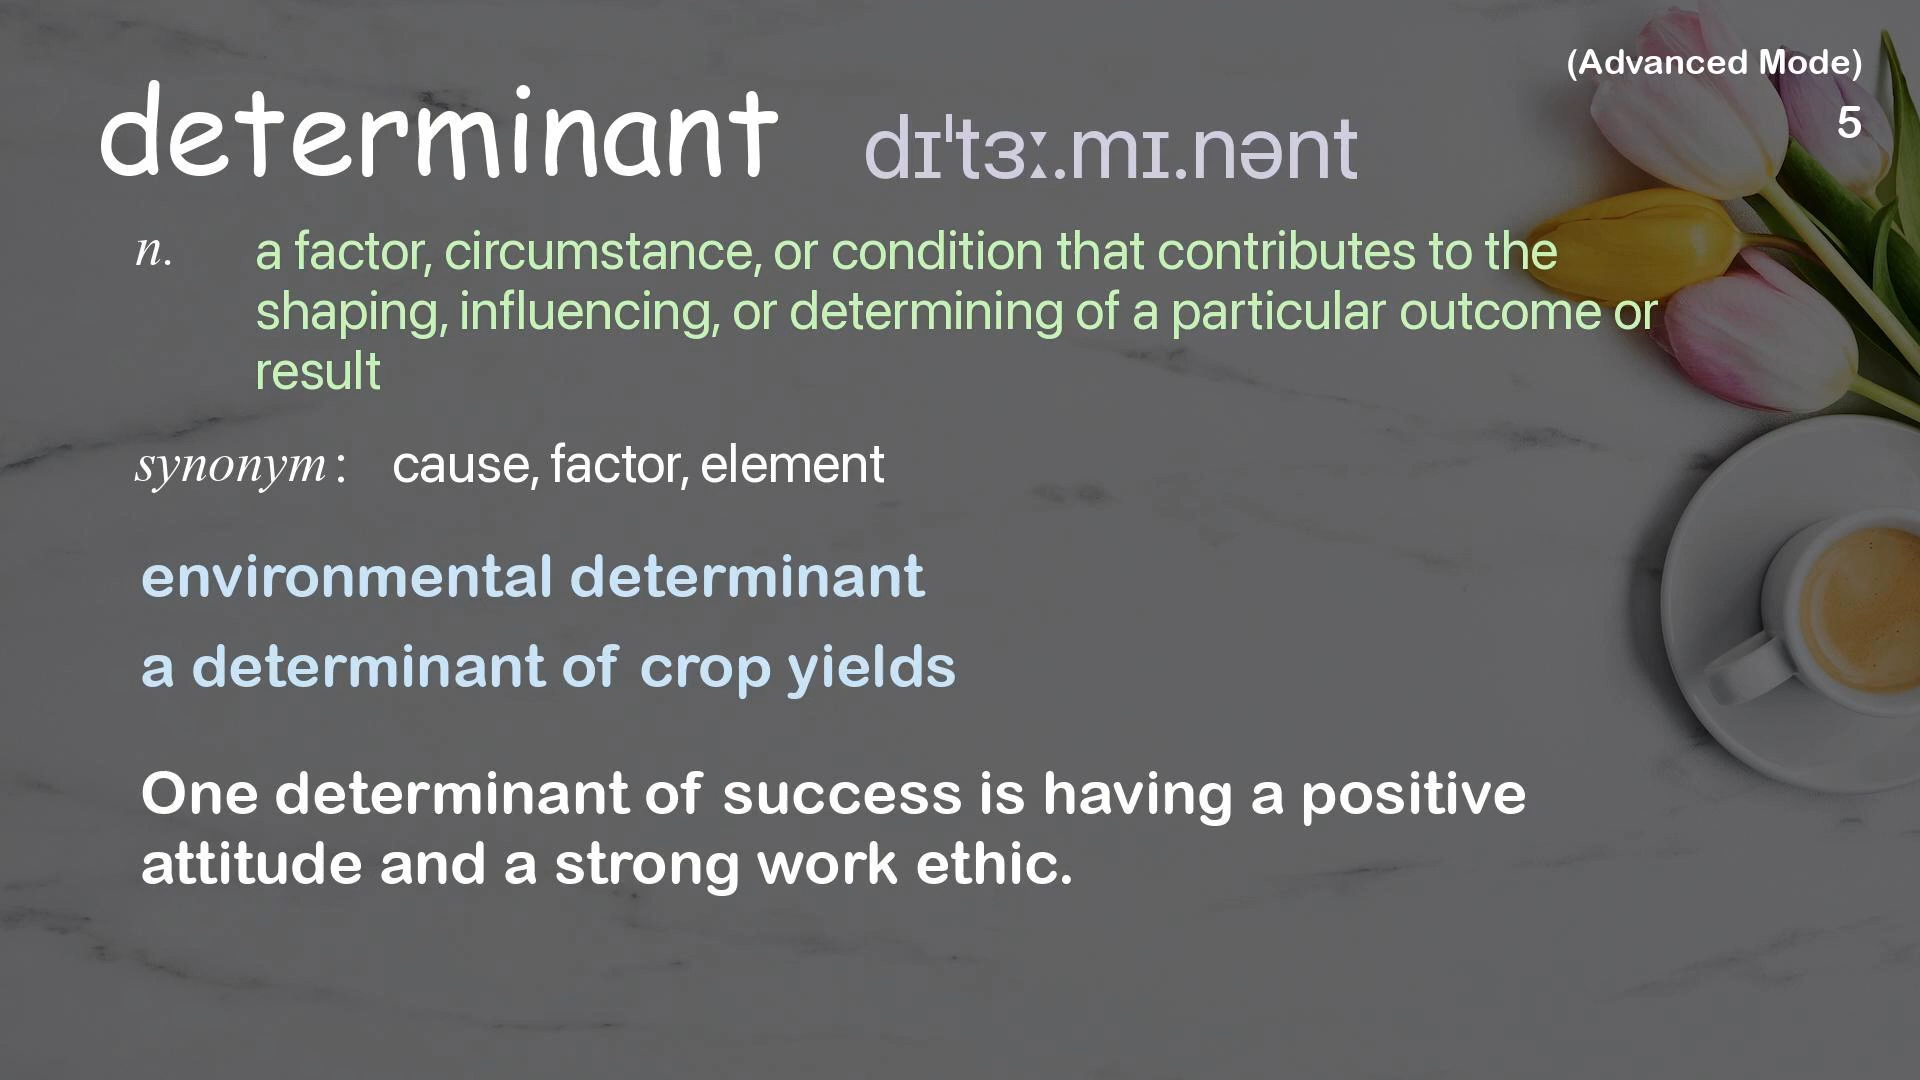 (Advanced Mode)
5
determinant dɪˈtɜː.mɪ.nənt
n. a factor, circumstance, or condition that contributes to the
shaping, influencing, or determining of a particular outcome or
result
synonym: cause, factor, element
environmental determinant
a determinant of crop yields
One determinant of success is having a positive
attitude and a strong work ethic.